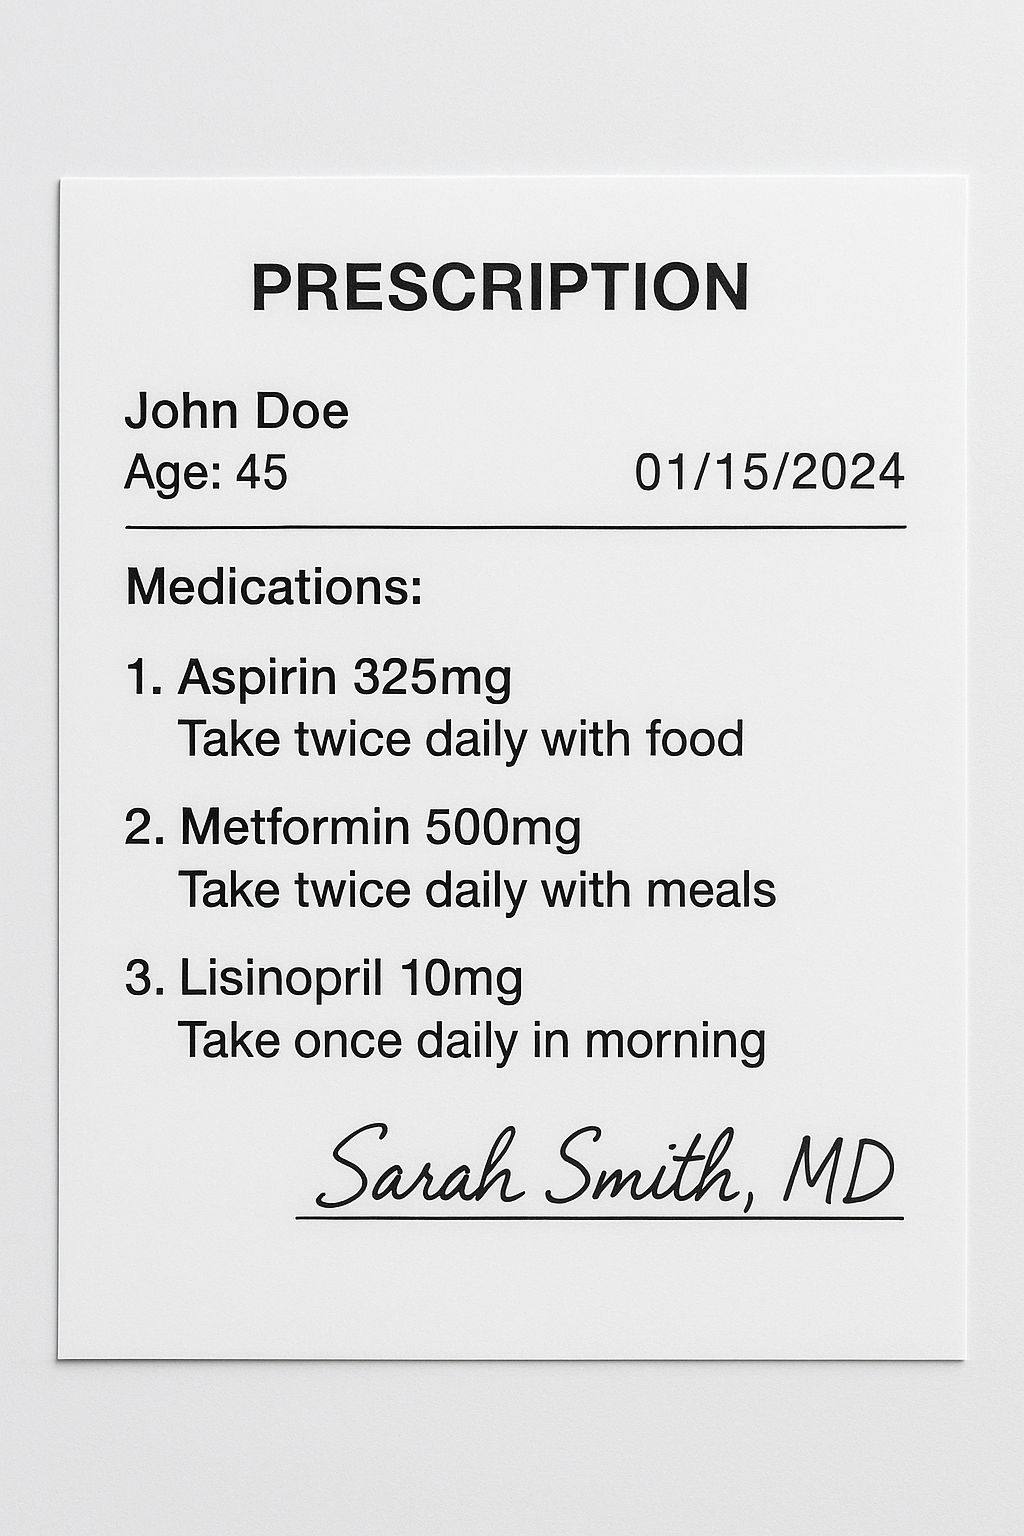 PRESCRIPTION
John Doe
Age: 45 01/15/2024
Medications:
1. Aspirin 325mg
Take twice daily with food
2. Metformin 500mg
Take twice daily with meals
3. Lisinopril 10mg
Take once daily in morning
Sarah Smith, MD